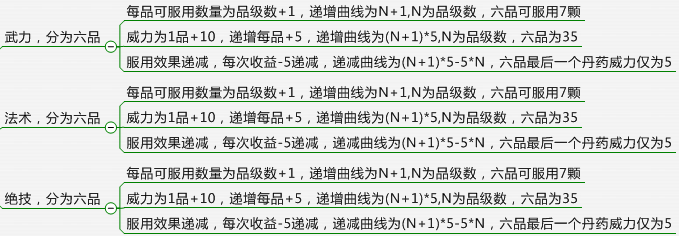 武力，分为六品
每品可服用数量为品级数+1，递增曲线为N+1,N为品级数，六品可服用7颗
威力为1品+10，递增每品+5，递增曲线为(N+1)*5,N为品级数，六品为35
服用效果递减，每次收益-5递减，递减曲线为(N+1)*5-5*N，六品最后一个丹药威力仅为5
法术，分为六品
每品可服用数量为品级数+1，递增曲线为N+1,N为品级数，六品可服用7颗
威力为1品+10，递增每品+5，递增曲线为(N+1)*5,N为品级数，六品为35
服用效果递减，每次收益-5递减，递减曲线为(N+1)*5-5*N，六品最后一个丹药威力仅为5
绝技，分为六品
每品可服用数量为品级数+1，递增曲线为N+1,N为品级数，六品可服用7颗
威力为1品+10，递增每品+5，递增曲线为(N+1)*5,N为品级数，六品为35
服用效果递减，每次收益-5递减，递减曲线为(N+1)*5-5*N，六品最后一个丹药威力仅为5